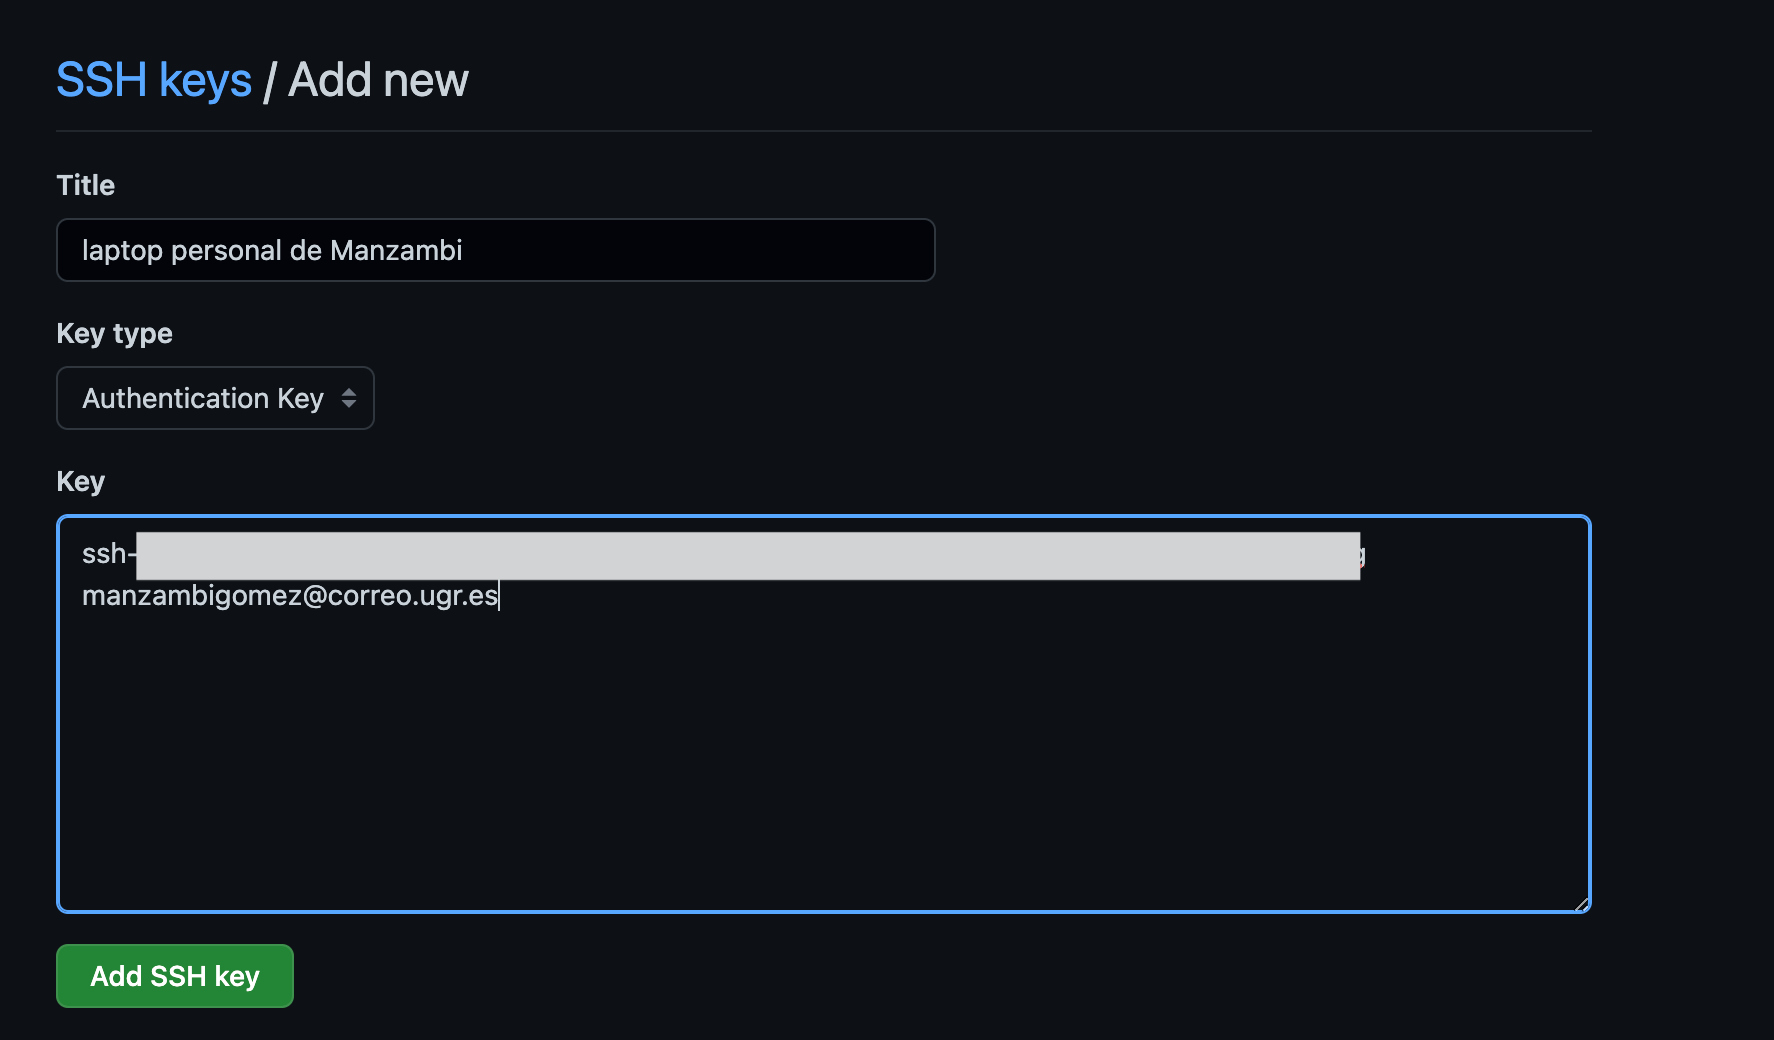 SSH keys / Add new
Title
laptop personal de Manzambi
Key type
Authentication Key
Key
ssh-
manzambigomez@correo.ugr.es
Add SSH key